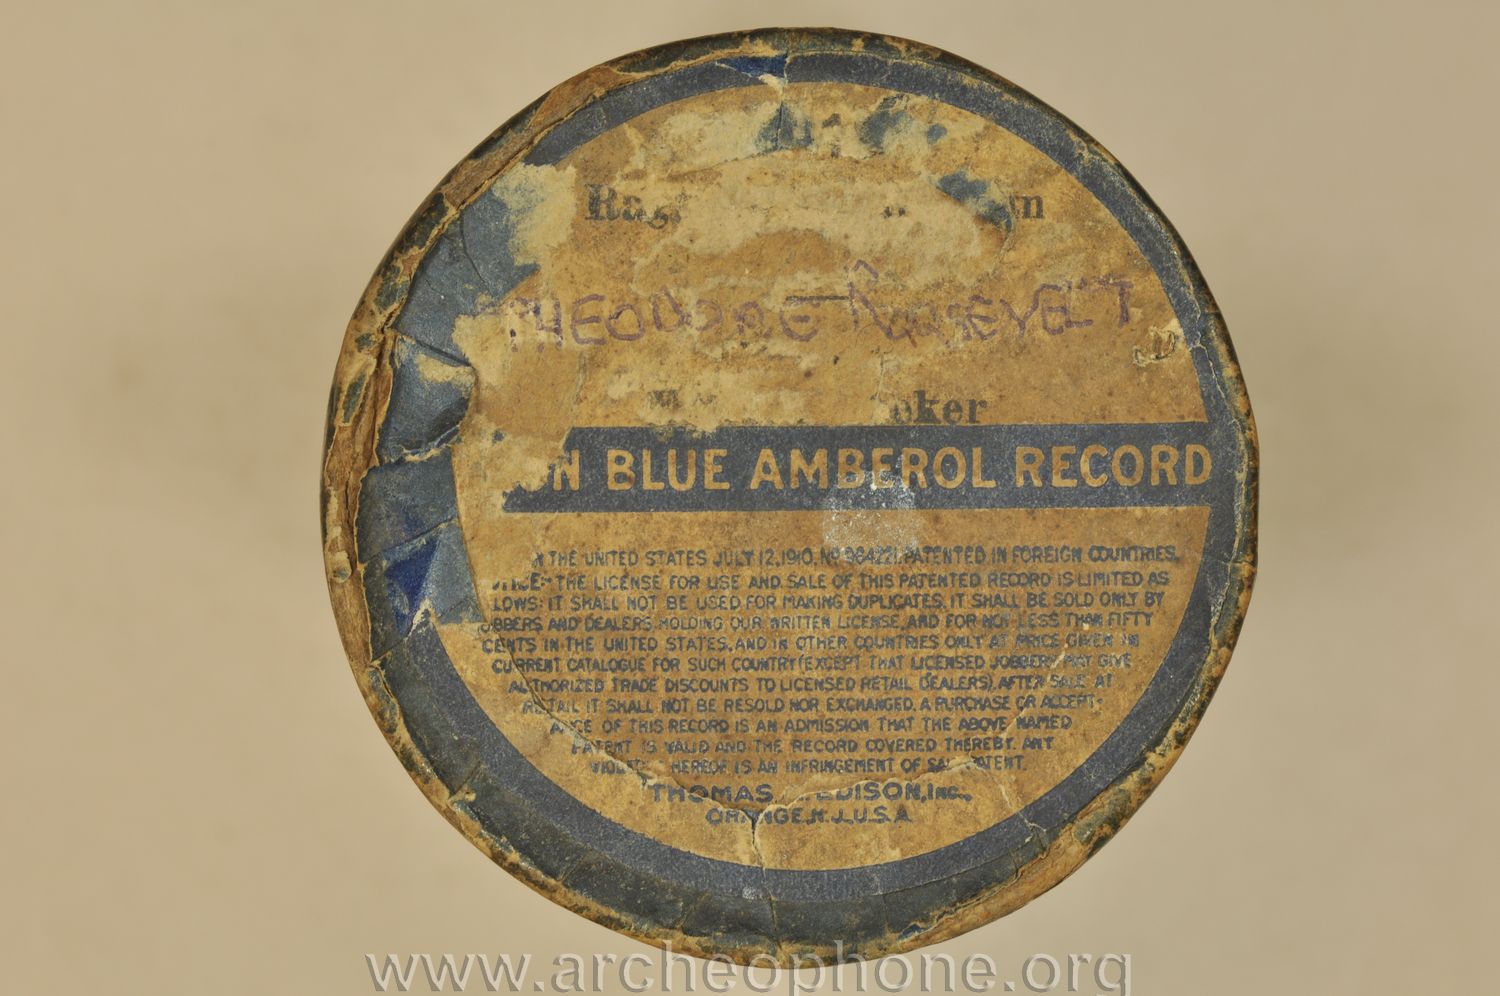 THEODORE ROOSEVELT
oker
BLUE AMBEROL RECORD
THE UNITED STATES JULY 12, 1910, Nº 964221. PATENTED IN FOREIGN COUNTRIES.
THE LICENSE FOR USE AND SALE OF THIS PATENTED RECORD IS LIMITED AS
LOWS: IT SHALL NOT BE USED FOR MAKING DUPLICATES. IT SHALL BE SOLD ONLY BY
OBBERS AND DEALERS HOLDING OUR WRITTEN LICENSE, AND FOR NOT LESS THAN FIFTY
CENTS IN THE UNITED STATES, AND IN OTHER COUNTRIES ONLY AT PRICE GIVEN IN
CURRENT CATALOGUE FOR SUCH COUNTRY (EXCEPT THAT LICENSED JOBBERS MAY GIVE
AUTHORIZED TRADE DISCOUNTS TO LICENSED RETAIL DEALERS). AFTER SALE AT
RETAIL IT SHALL NOT BE RESOLD NOR EXCHANGED. A PURCHASE OR ACCEPT-
ANCE OF THIS RECORD IS AN ADMISSION THAT THE ABOVE NAMED
PATENT IS VALID AND THE RECORD COVERED THEREBY. ANY
HEREOF IS AN INFRINGEMENT OF SAID PATENT.
THOMAS EDISON, INC.,
ORANGE, N.J., U.S.A.
www.archeophone.org